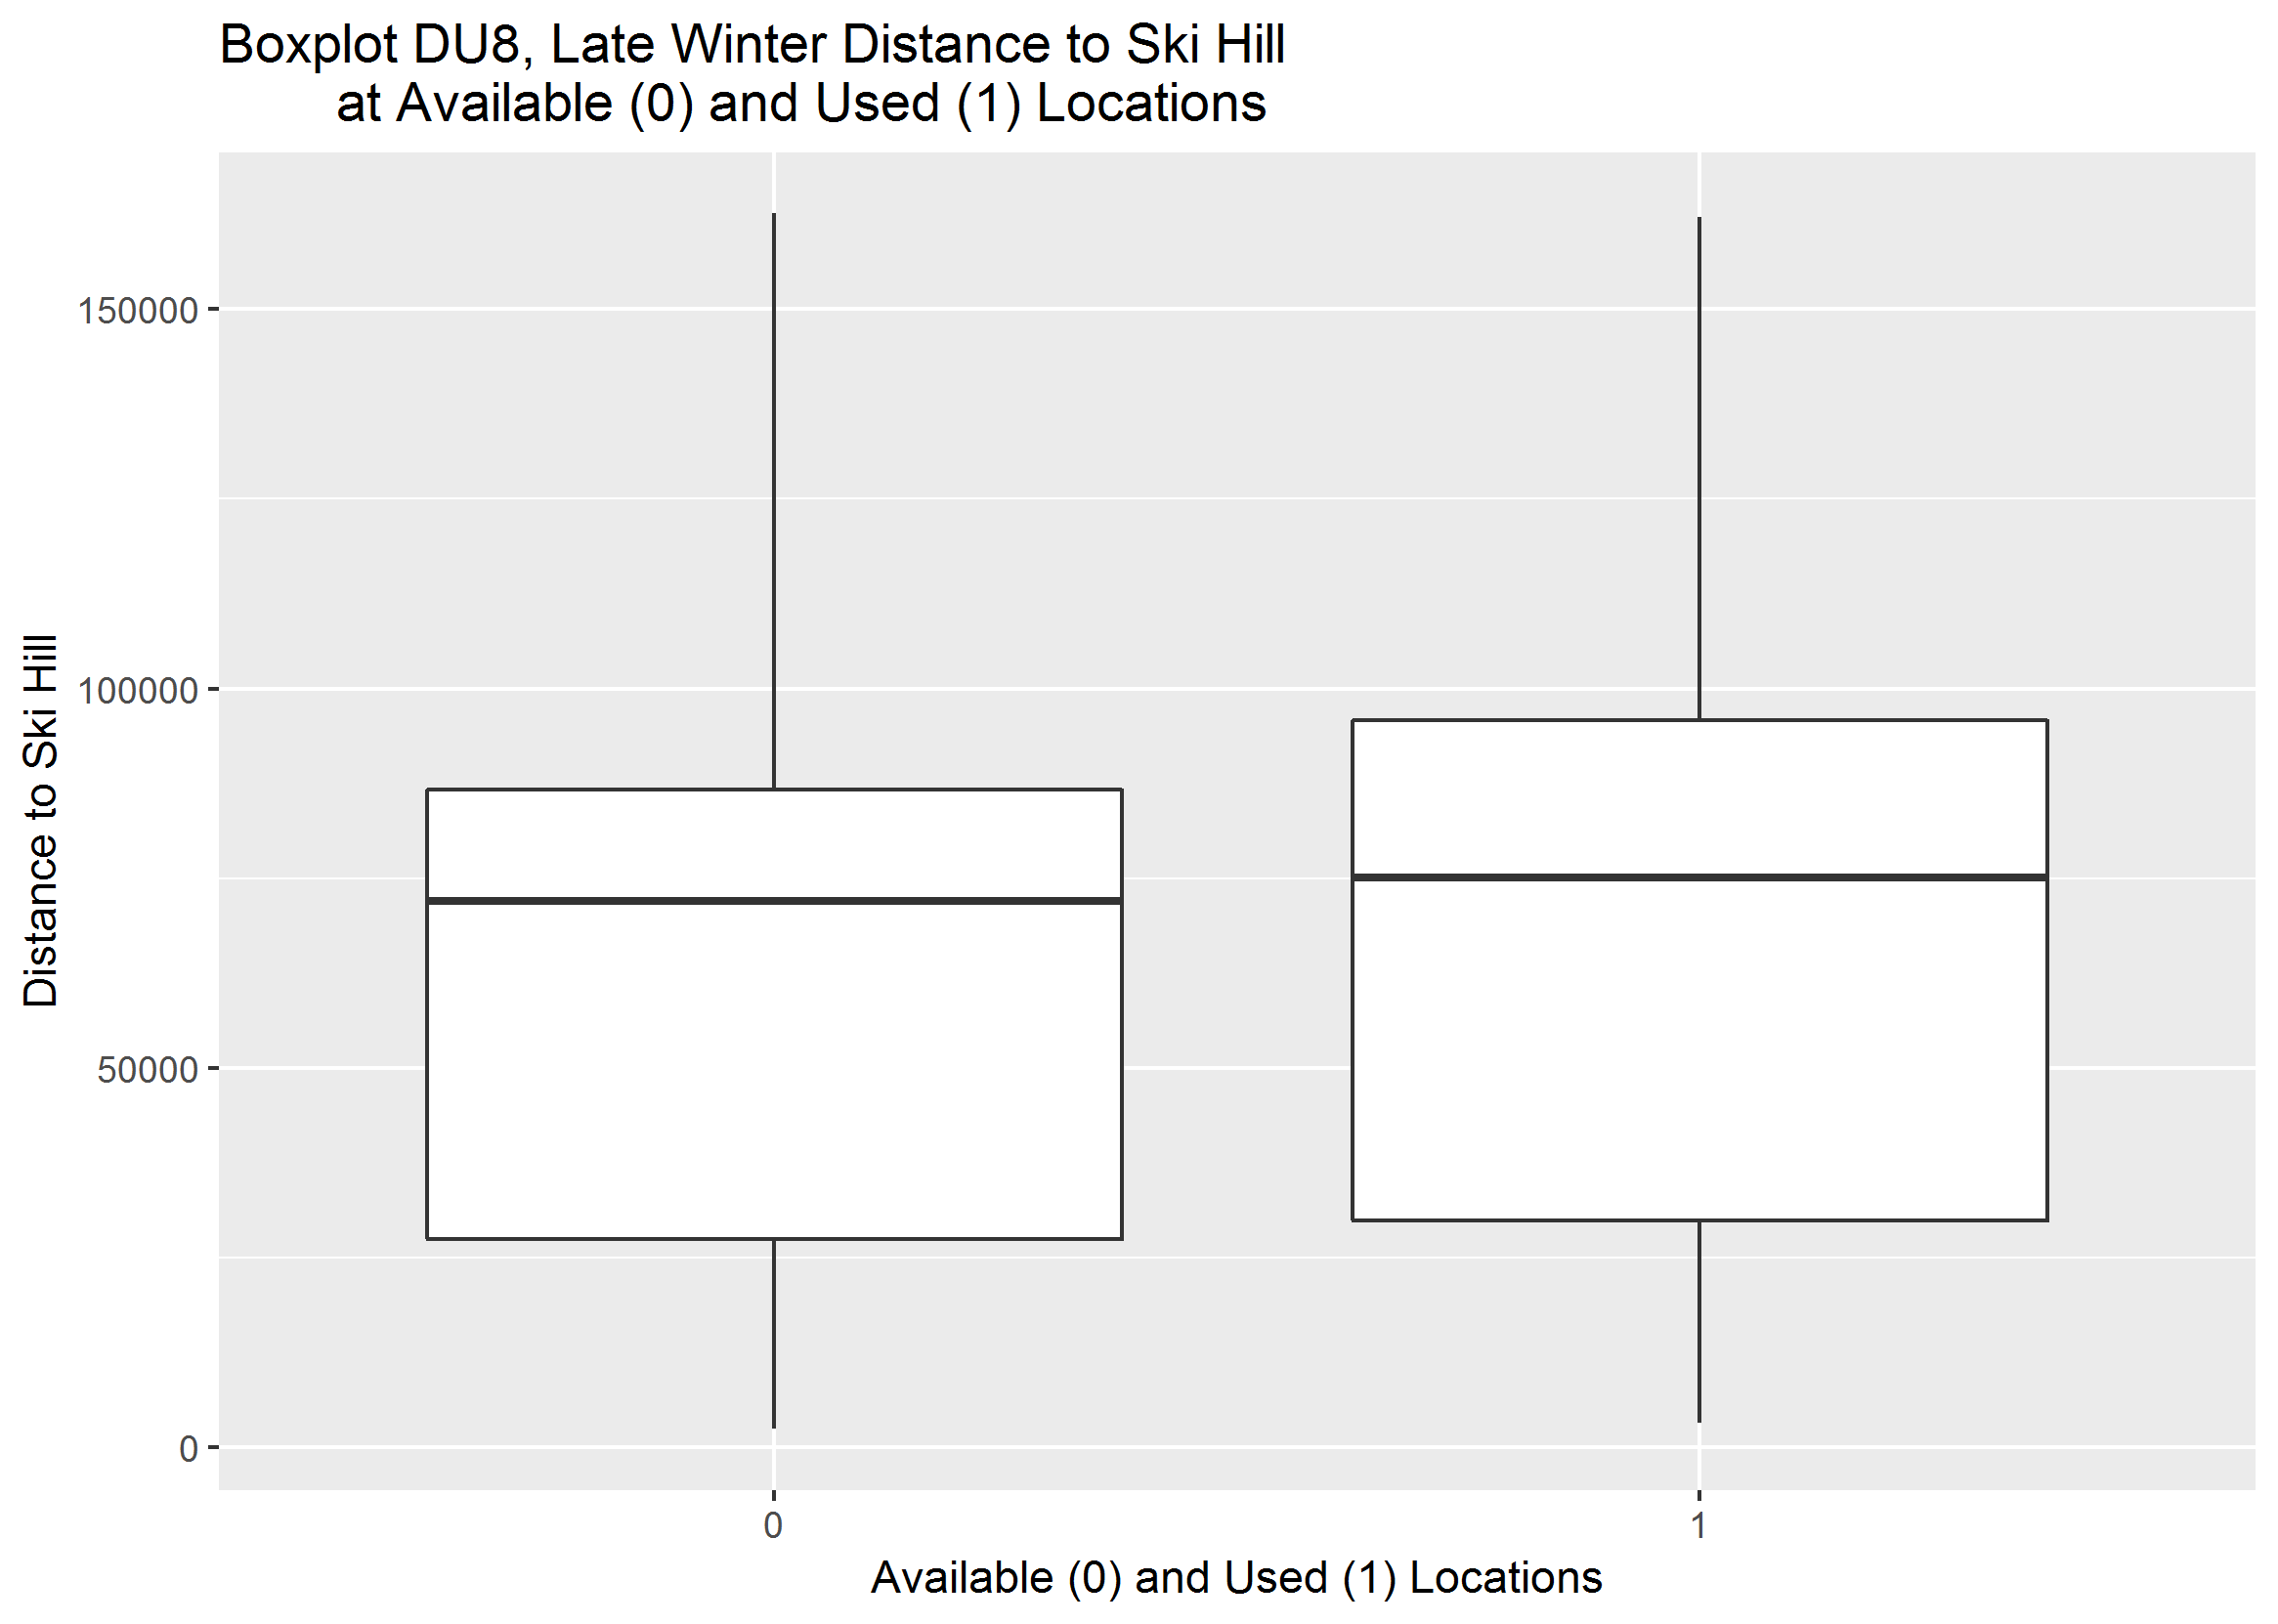 Boxplot DU8, Late Winter Distance to Ski Hill
at Available (0) and Used (1) Locations
Distance to Ski Hill
150000
100000
50000
0
0
1
Available (0) and Used (1) Locations